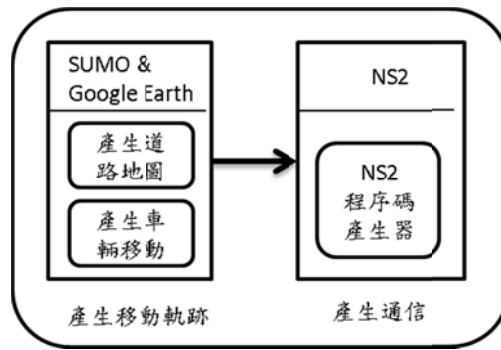 SUMO &
Google Earth
產生道
路地圖
產生車
輛移動
產生移動軌跡
NS2
NS2
程序碼
產生器
產生通信